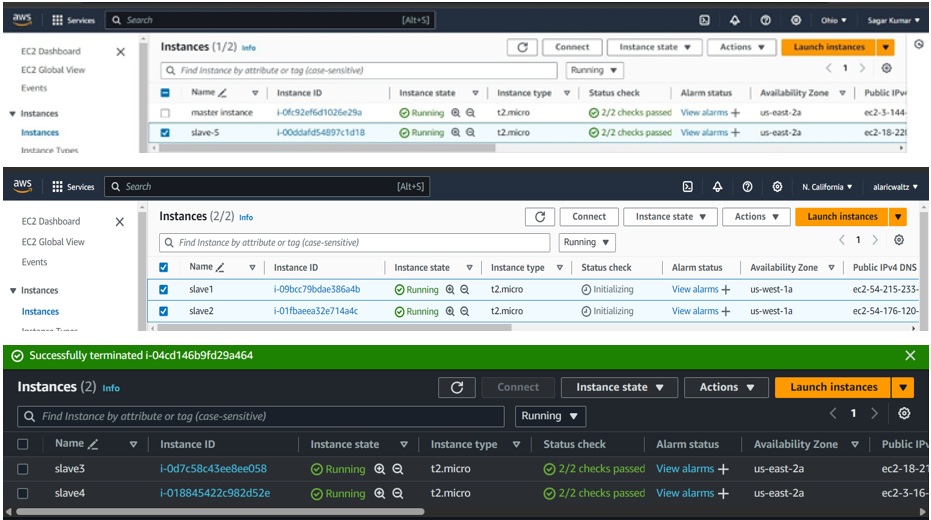 aws Services Search [Alt+S] Ohio Sagar Kumar
EC2 Dashboard
EC2 Global View
Events
Instances
Instances
Instance Types
Instances (1/2) Info Connect Instance state Actions Launch instances
Find Instance by attribute or tag (case-sensitive) Running 1
Name Instance ID Instance state Instance type Status check Alarm status Availability Zone Public IPv
master instance i-0fc92ef6d1026e29a Running t2.micro 2/2 checks passed View alarms us-east-2a ec2-3-144-
slave-5 i-00ddafd54897c1d18 Running t2.micro 2/2 checks passed View alarms us-east-2a ec2-18-220
aws Services Search [Alt+S] N. California alaricwaltz
EC2 Dashboard
EC2 Global View
Events
Instances
Instances
Instance Types
Instances (2/2) Info Connect Instance state Actions Launch instances
Find Instance by attribute or tag (case-sensitive) Running 1
Name Instance ID Instance state Instance type Status check Alarm status Availability Zone Public IPv4 DNS
slave1 i-09bcc79bdae386a4b Running t2.micro Initializing View alarms us-west-1a ec2-54-215-233-
slave2 i-01fbaeea32e714a4c Running t2.micro Initializing View alarms us-west-1a ec2-54-176-120-
Successfully terminated i-04cd146b9fd29a464
Instances (2) Info Connect Instance state Actions Launch instances
Find Instance by attribute or tag (case-sensitive) Running 1
Name Instance ID Instance state Instance type Status check Alarm status Availability Zone Public IP
slave3 i-0d7c58c43ee8ee058 Running t2.micro 2/2 checks passed View alarms us-east-2a ec2-18-21
slave4 i-018845422c982d52e Running t2.micro 2/2 checks passed View alarms us-east-2a ec2-3-16-